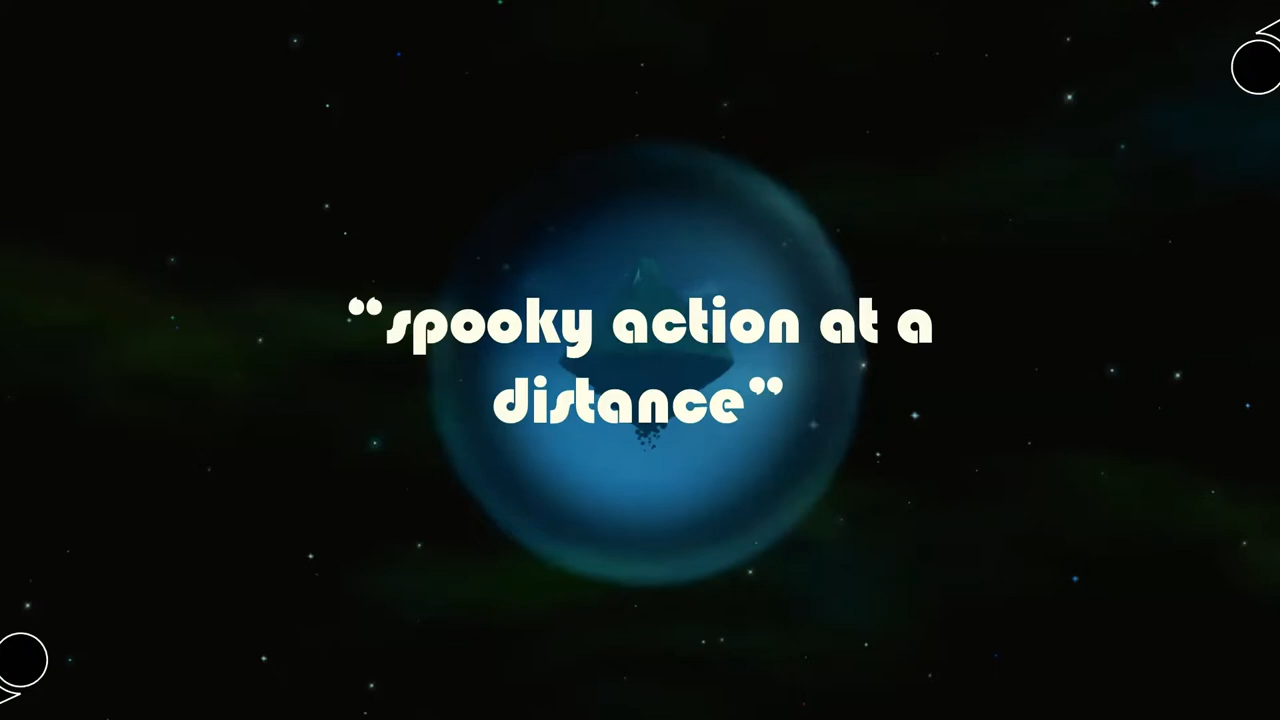 “spooky action at a
distance”